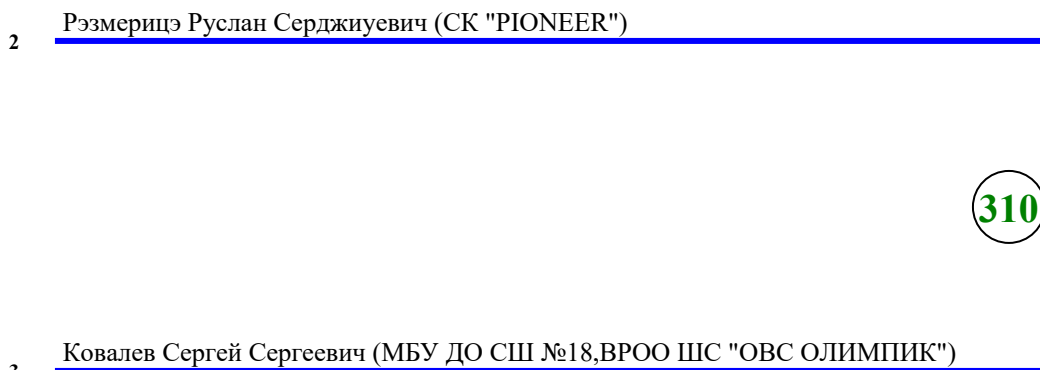 Рэзмерицэ Руслан Серджиуевич (СК "PIONEER")
2
310
Ковалев Сергей Сергеевич (МБУ ДО СШ №18,ВРОО ШС "ОВС ОЛИМПИК")